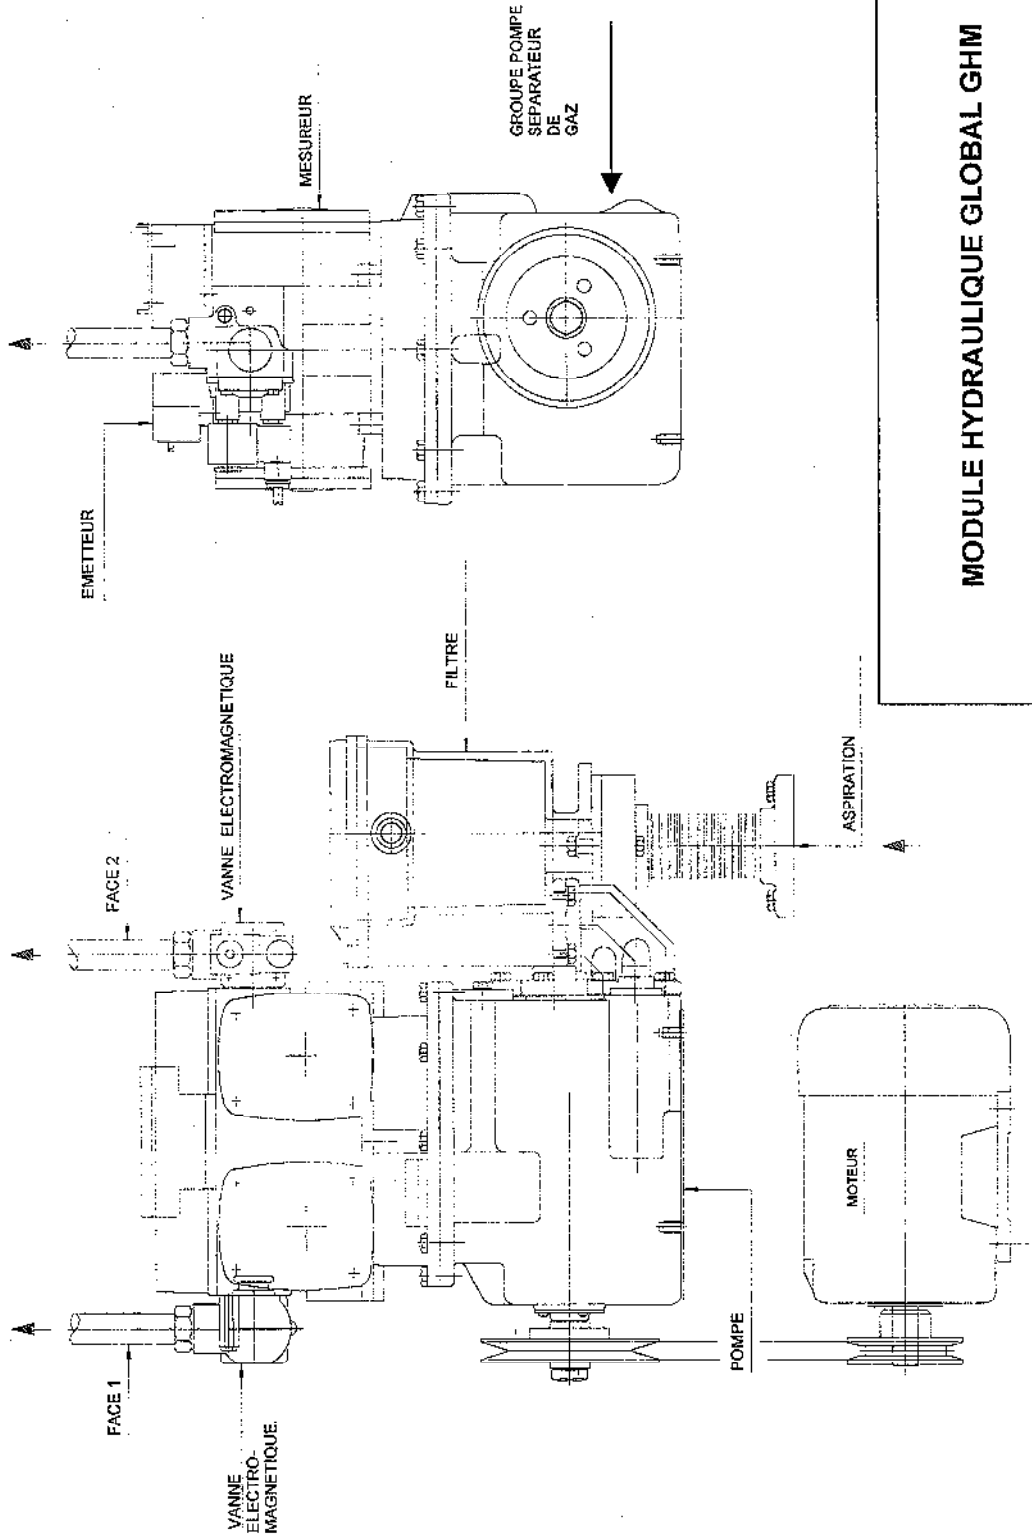 FACE 1
VANNE
ELECTRO-
MAGNETIQUE
FACE 2
VANNE ELECTROMAGNETIQUE
EMETTEUR
MESUREUR
GROUPE POMPE
SEPARATEUR
DE
GAZ
FILTRE
POMPE
MOTEUR
ASPIRATION
MODULE HYDRAULIQUE GLOBAL GHM